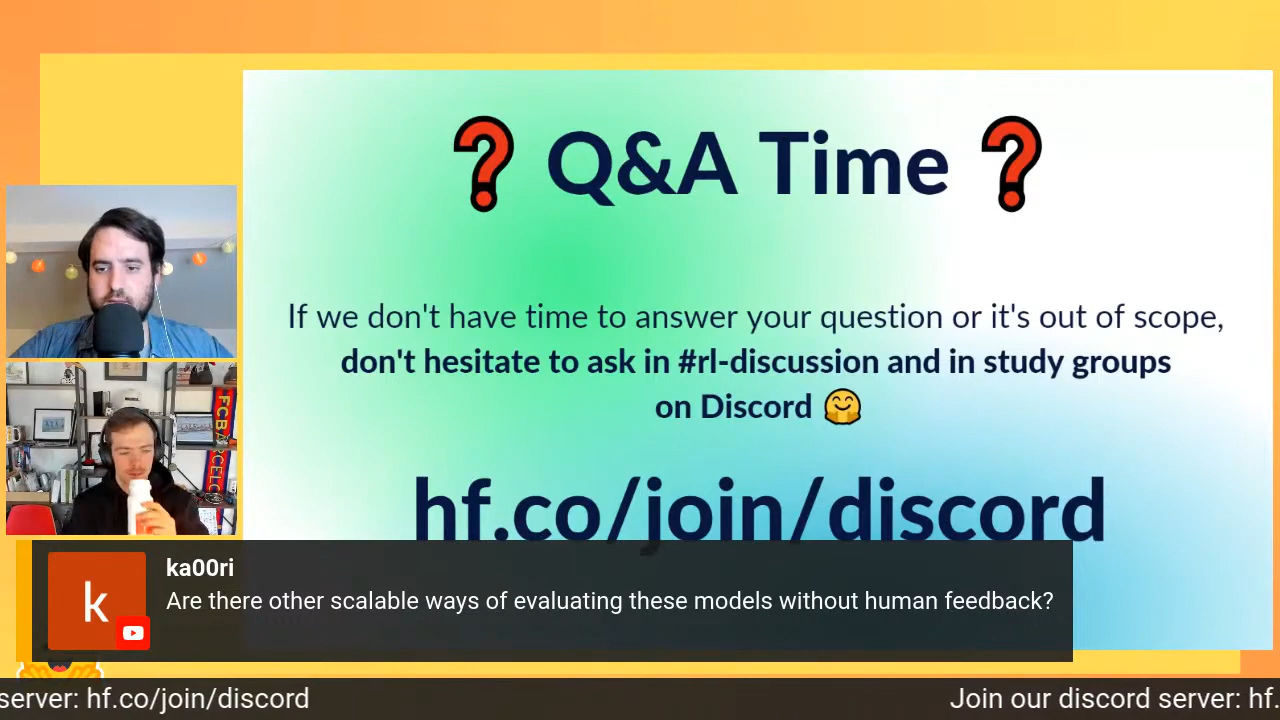 ❓ Q&A Time ❓
If we don't have time to answer your question or it's out of scope,
don't hesitate to ask in #rl-discussion and in study groups
on Discord 🤗
hf.co/join/discord
FCB
BARCELO
k
ka00ri
Are there other scalable ways of evaluating these models without human feedback?
server: hf.co/join/discord
Join our discord server: hf.